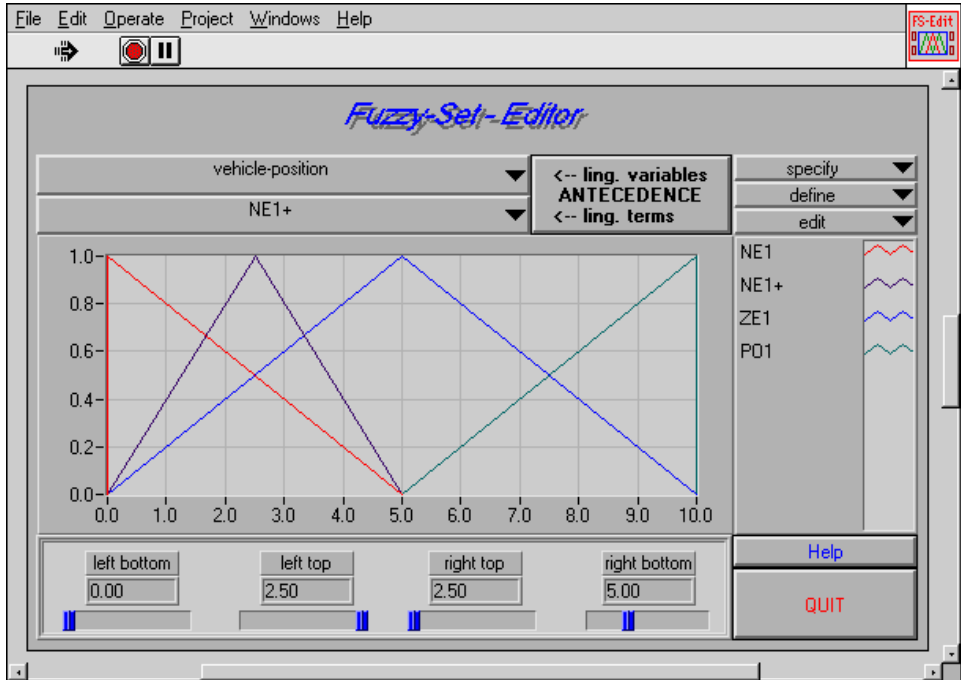 File Edit Operate Project Windows Help
FS-Edit
Fuzzy-Set - Editor
vehicle-position
NE1+
<-- ling. variables
ANTECEDENCE
<-- ling. terms
specify
define
edit
1.0
0.8
0.6
0.4
0.2
0.0
0.0 1.0 2.0 3.0 4.0 5.0 6.0 7.0 8.0 9.0 10.0
NE1
NE1+
ZE1
PO1
left bottom left top right top right bottom
0.00 2.50 2.50 5.00
Help
QUIT